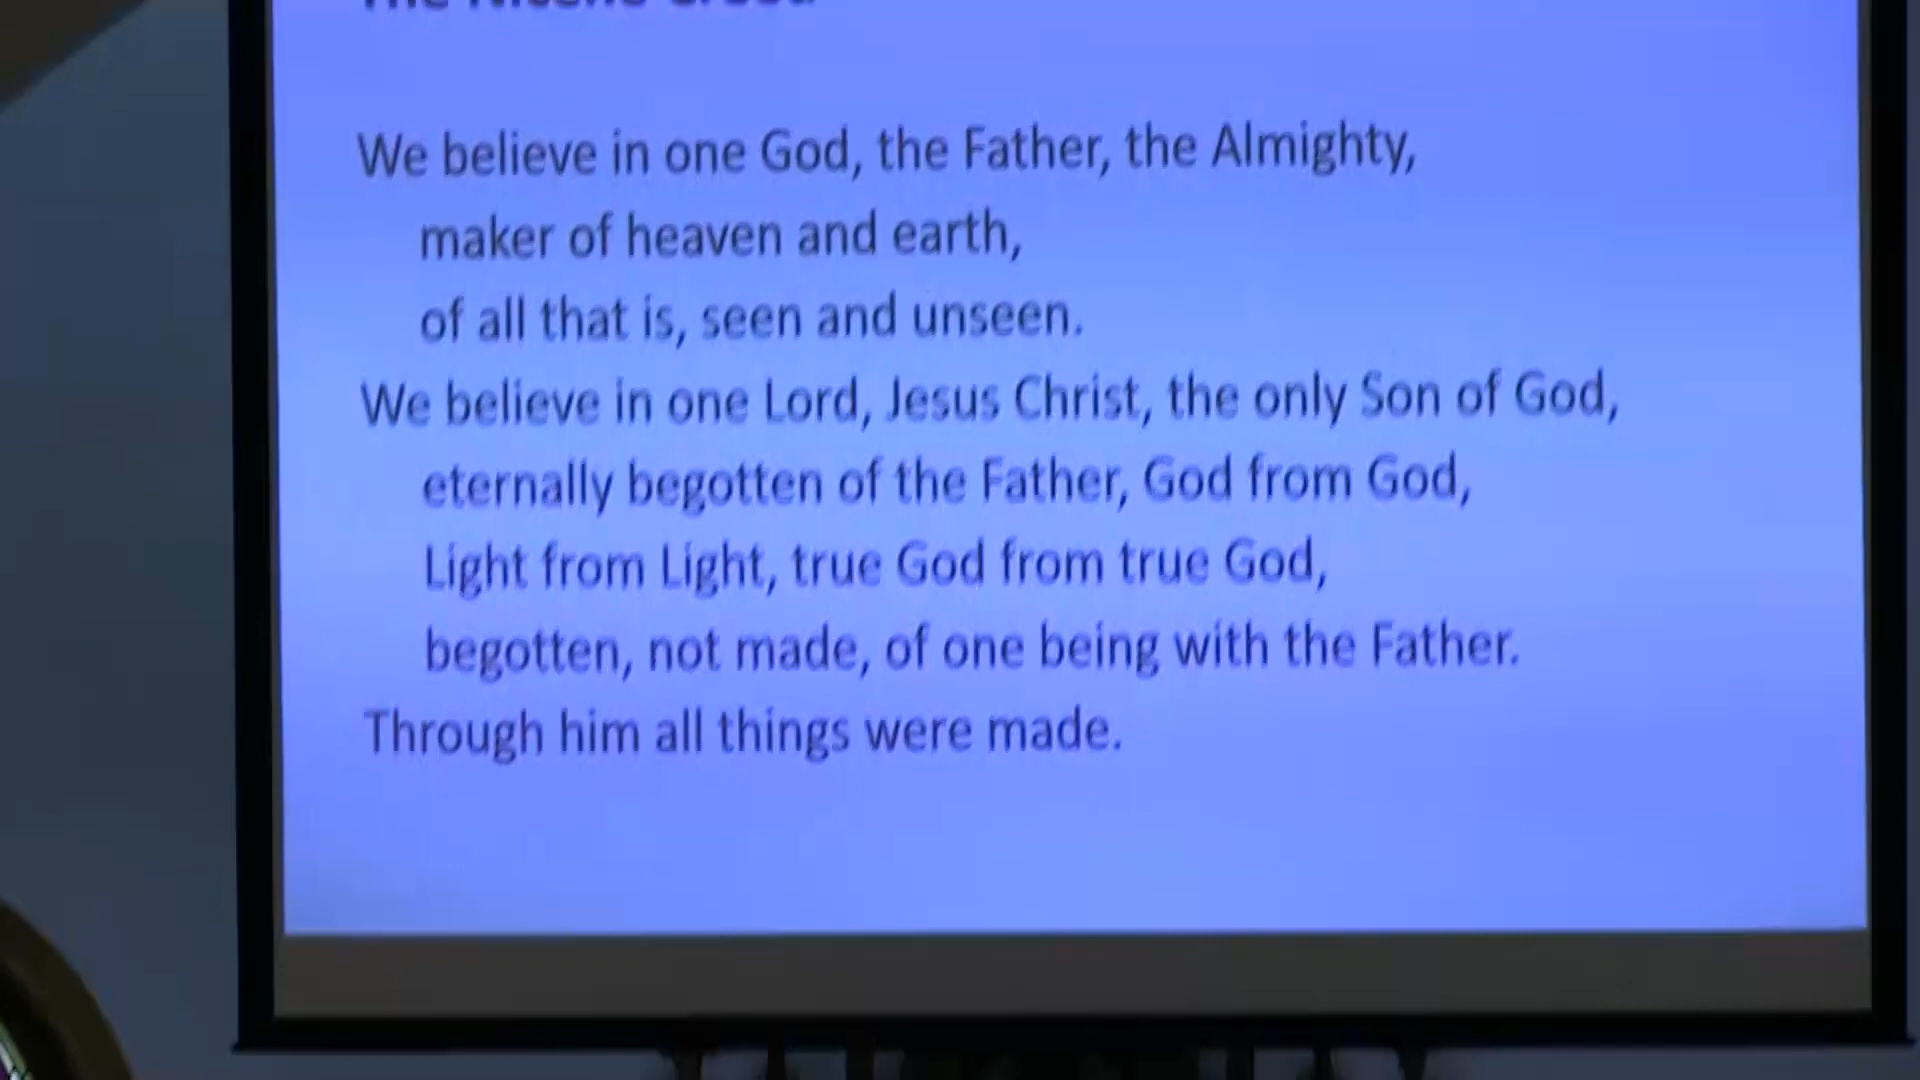 The Nicene Creed
We believe in one God, the Father, the Almighty,
maker of heaven and earth,
of all that is, seen and unseen.
We believe in one Lord, Jesus Christ, the only Son of God,
eternally begotten of the Father, God from God,
Light from Light, true God from true God,
begotten, not made, of one being with the Father.
Through him all things were made.